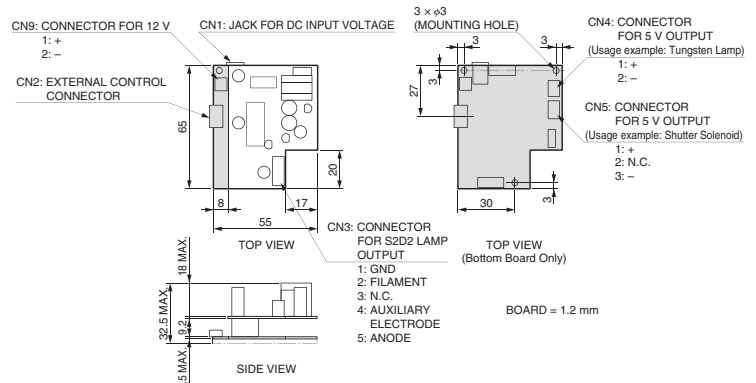 CN9: CONNECTOR FOR 12 V
1: +
2: –
CN2: EXTERNAL CONTROL
CONNECTOR
CN1: JACK FOR DC INPUT VOLTAGE
65
20
8
17
55
TOP VIEW
CN3: CONNECTOR
FOR S2D2 LAMP
OUTPUT
1: GND
2: FILAMENT
3: N.C.
4: AUXILIARY
ELECTRODE
5: ANODE
3 × φ3
(MOUNTING HOLE)
3
3
3
27
30
3
TOP VIEW
(Bottom Board Only)
CN4: CONNECTOR
FOR 5 V OUTPUT
(Usage example: Tungsten Lamp)
1: +
2: –
CN5: CONNECTOR
FOR 5 V OUTPUT
(Usage example: Shutter Solenoid)
1: +
2: N.C.
3: –
BOARD = 1.2 mm
18 MAX.
32.5 MAX.
9.2
.5 MAX.
SIDE VIEW